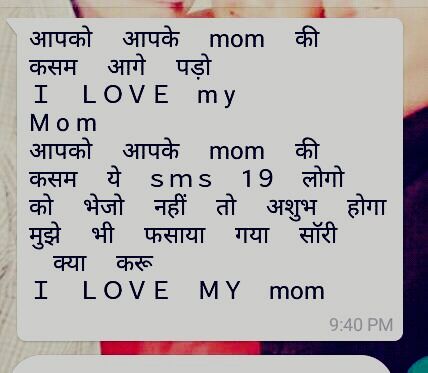 आपको आपके mom की
कसम आगे पड़ो
I LOVE my
Mom
आपको आपके mom की
कसम ये sms 19 लोगो
को भेजो नहीं तो अशुभ होगा
मुझे भी फसाया गया सॉरी
क्या करू
I LOVE MY mom
9:40 PM